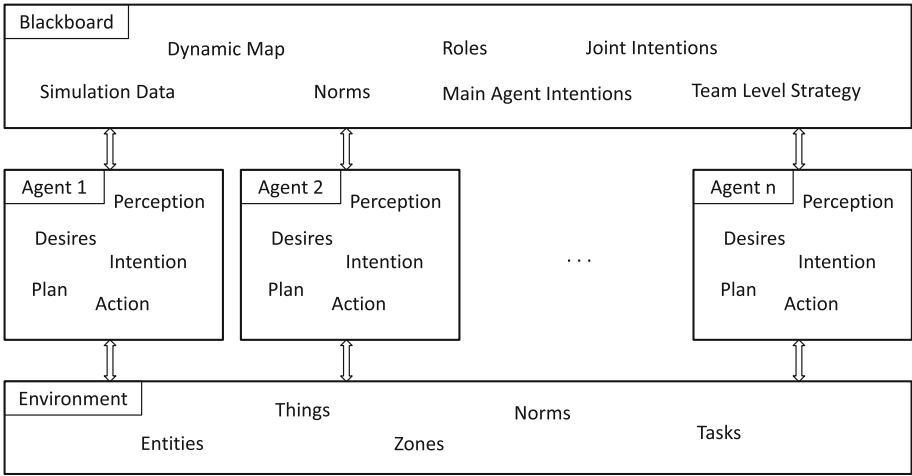 Blackboard
Dynamic Map Roles Joint Intentions
Simulation Data Norms Main Agent Intentions Team Level Strategy
Agent 1
Perception
Desires
Intention
Plan
Action
Agent 2
Perception
Desires
Intention
Plan
Action
. . .
Agent n
Perception
Desires
Intention
Plan
Action
Environment
Things Norms
Entities Zones Tasks